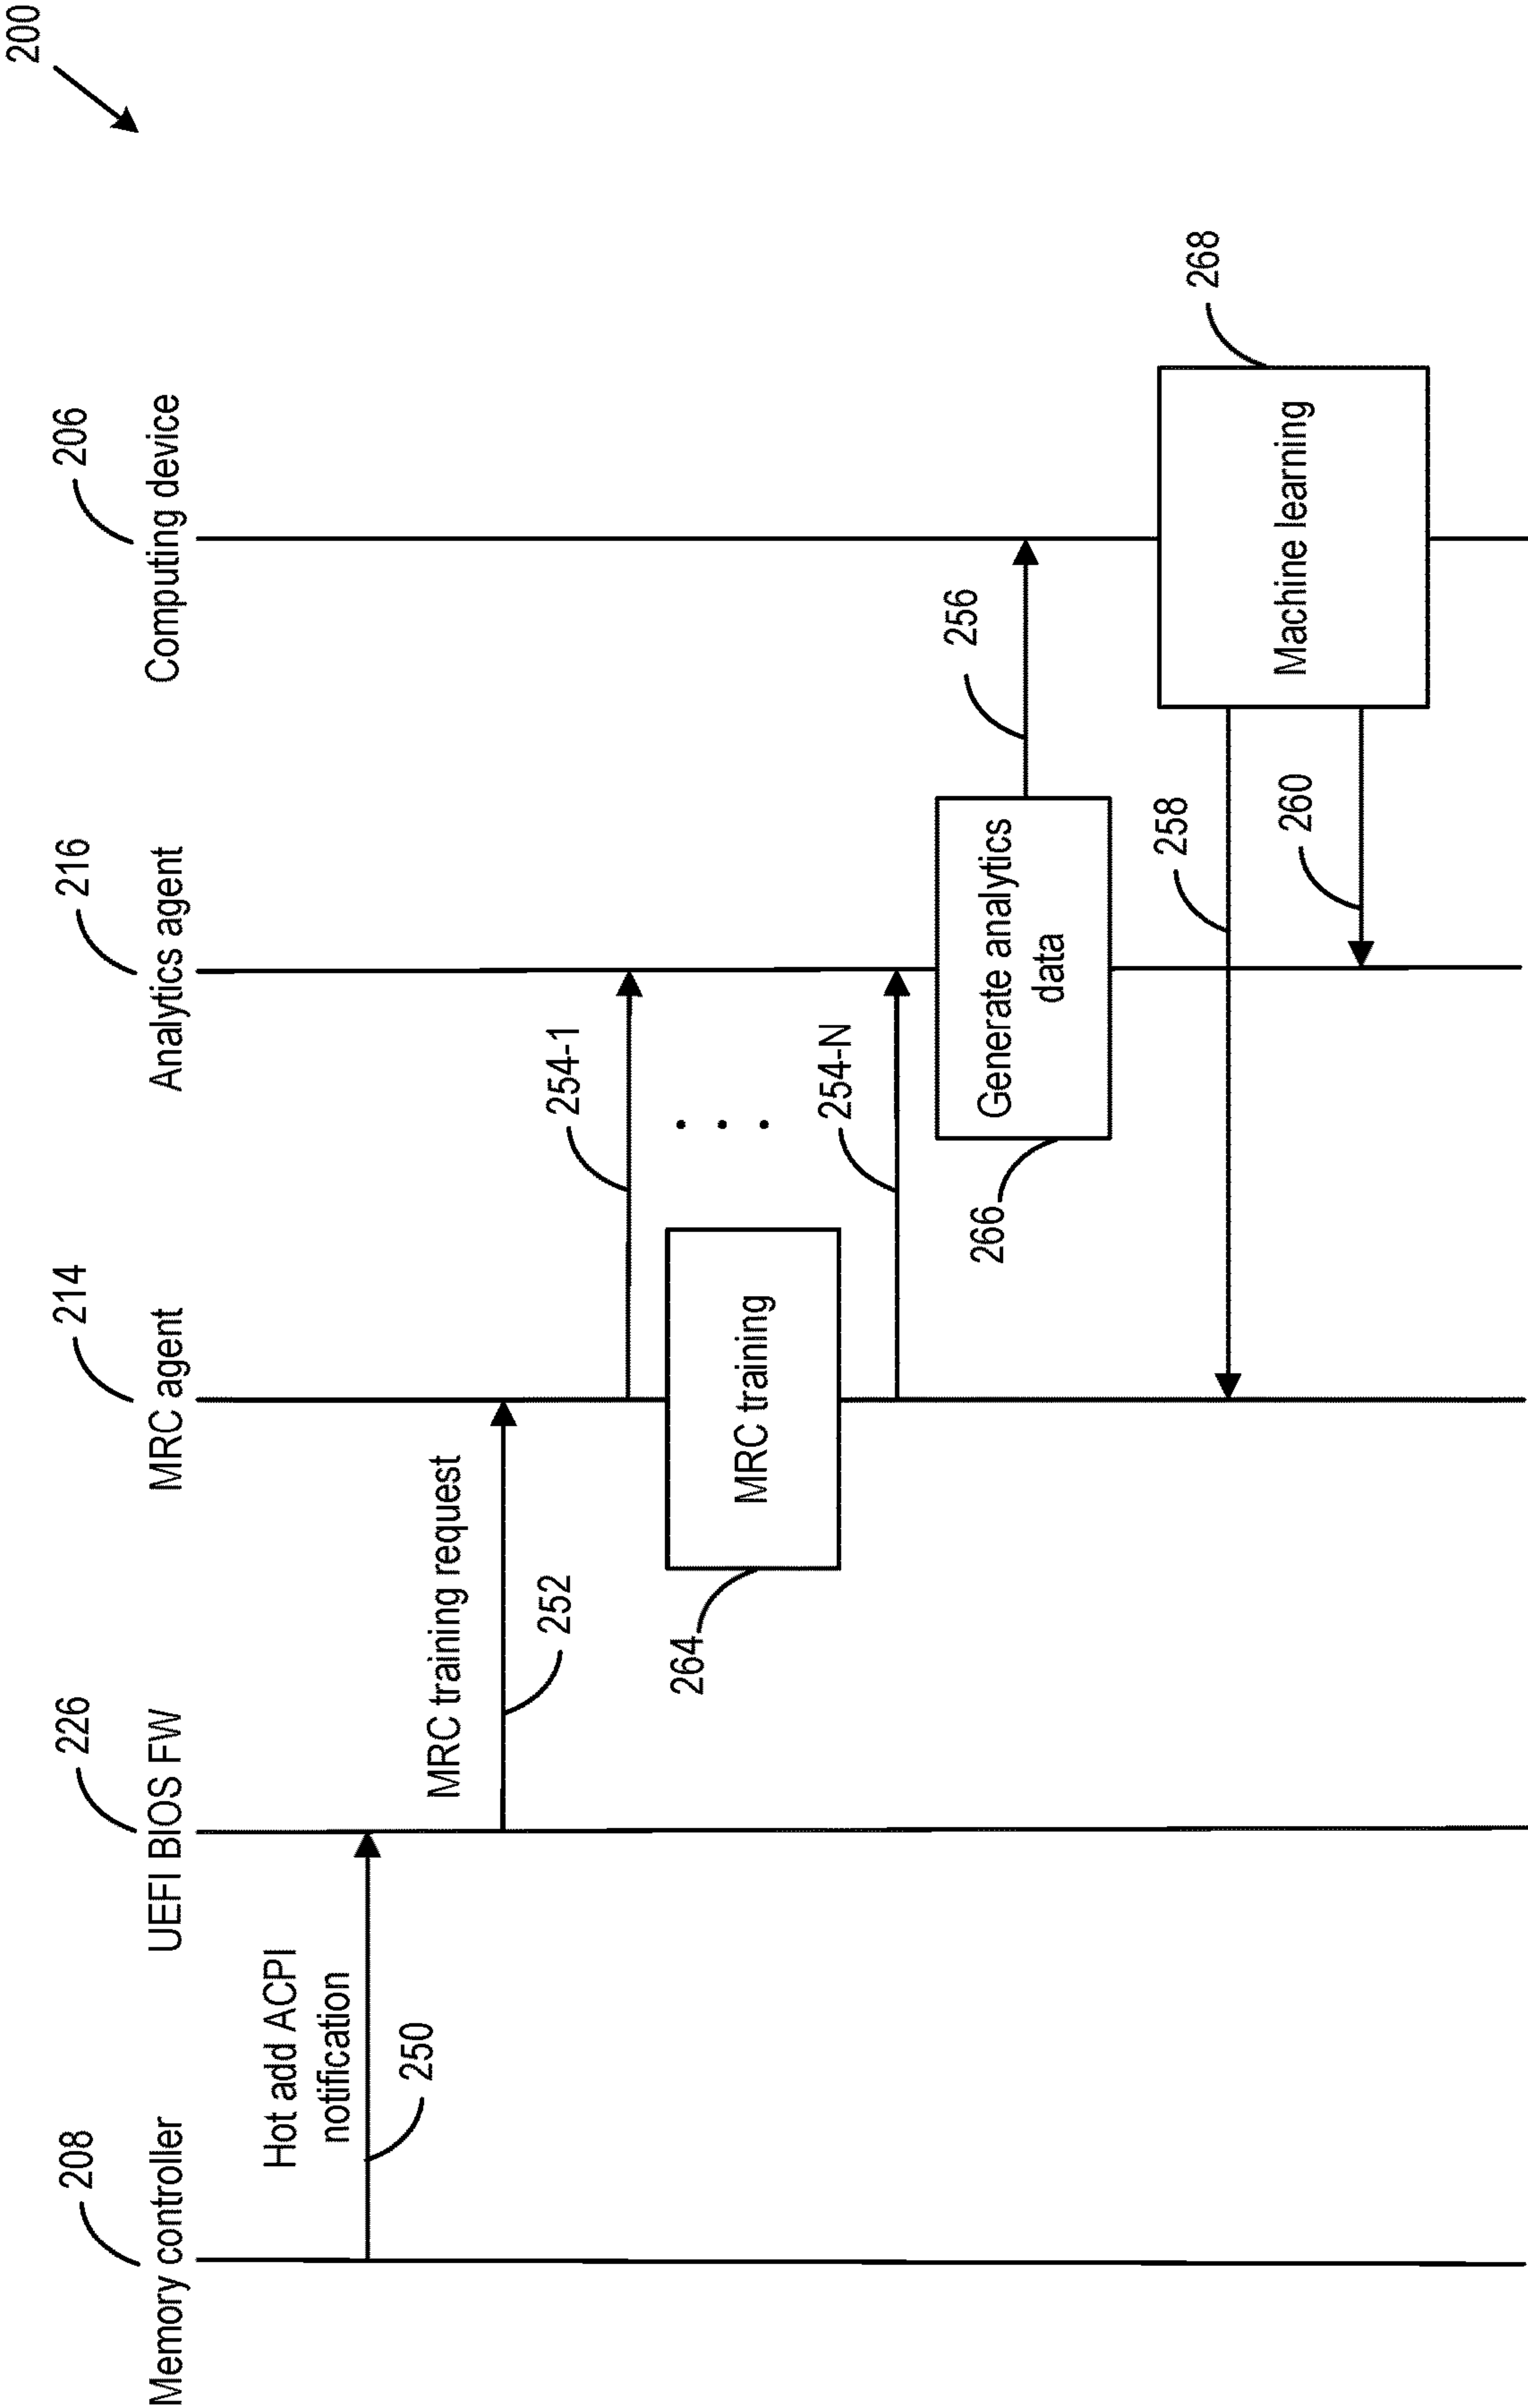 200
208
226
214
216
206
Memory controller
UEFI BIOS FW
MRC agent
Analytics agent
Computing device
Hot add ACPI
notification
250
MRC training request
252
254-1
264
MRC training
. . .
254-N
266
Generate analytics
data
256
258
268
Machine learning
260